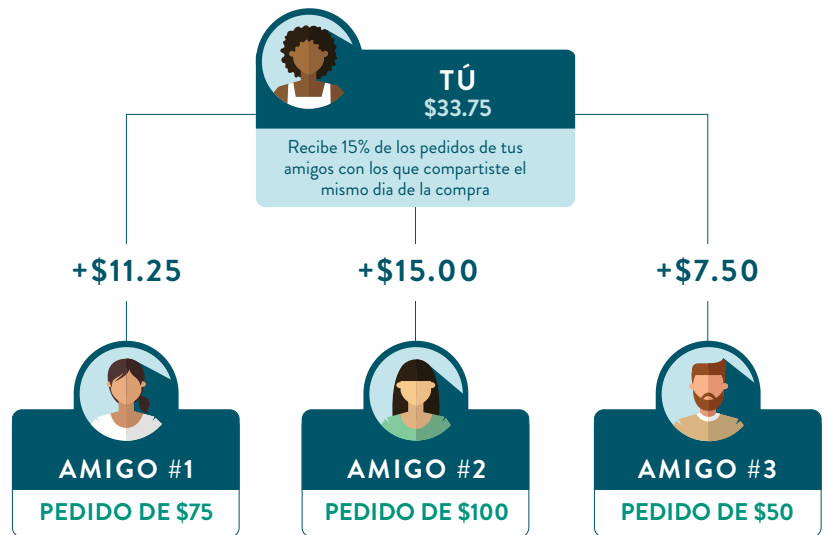 TÚ
$33.75
Recibe 15% de los pedidos de tus
amigos con los que compartiste el
mismo dia de la compra
+$11.25
+$15.00
+$7.50
AMIGO #1
AMIGO #2
AMIGO #3
PEDIDO DE $75
PEDIDO DE $100
PEDIDO DE $50